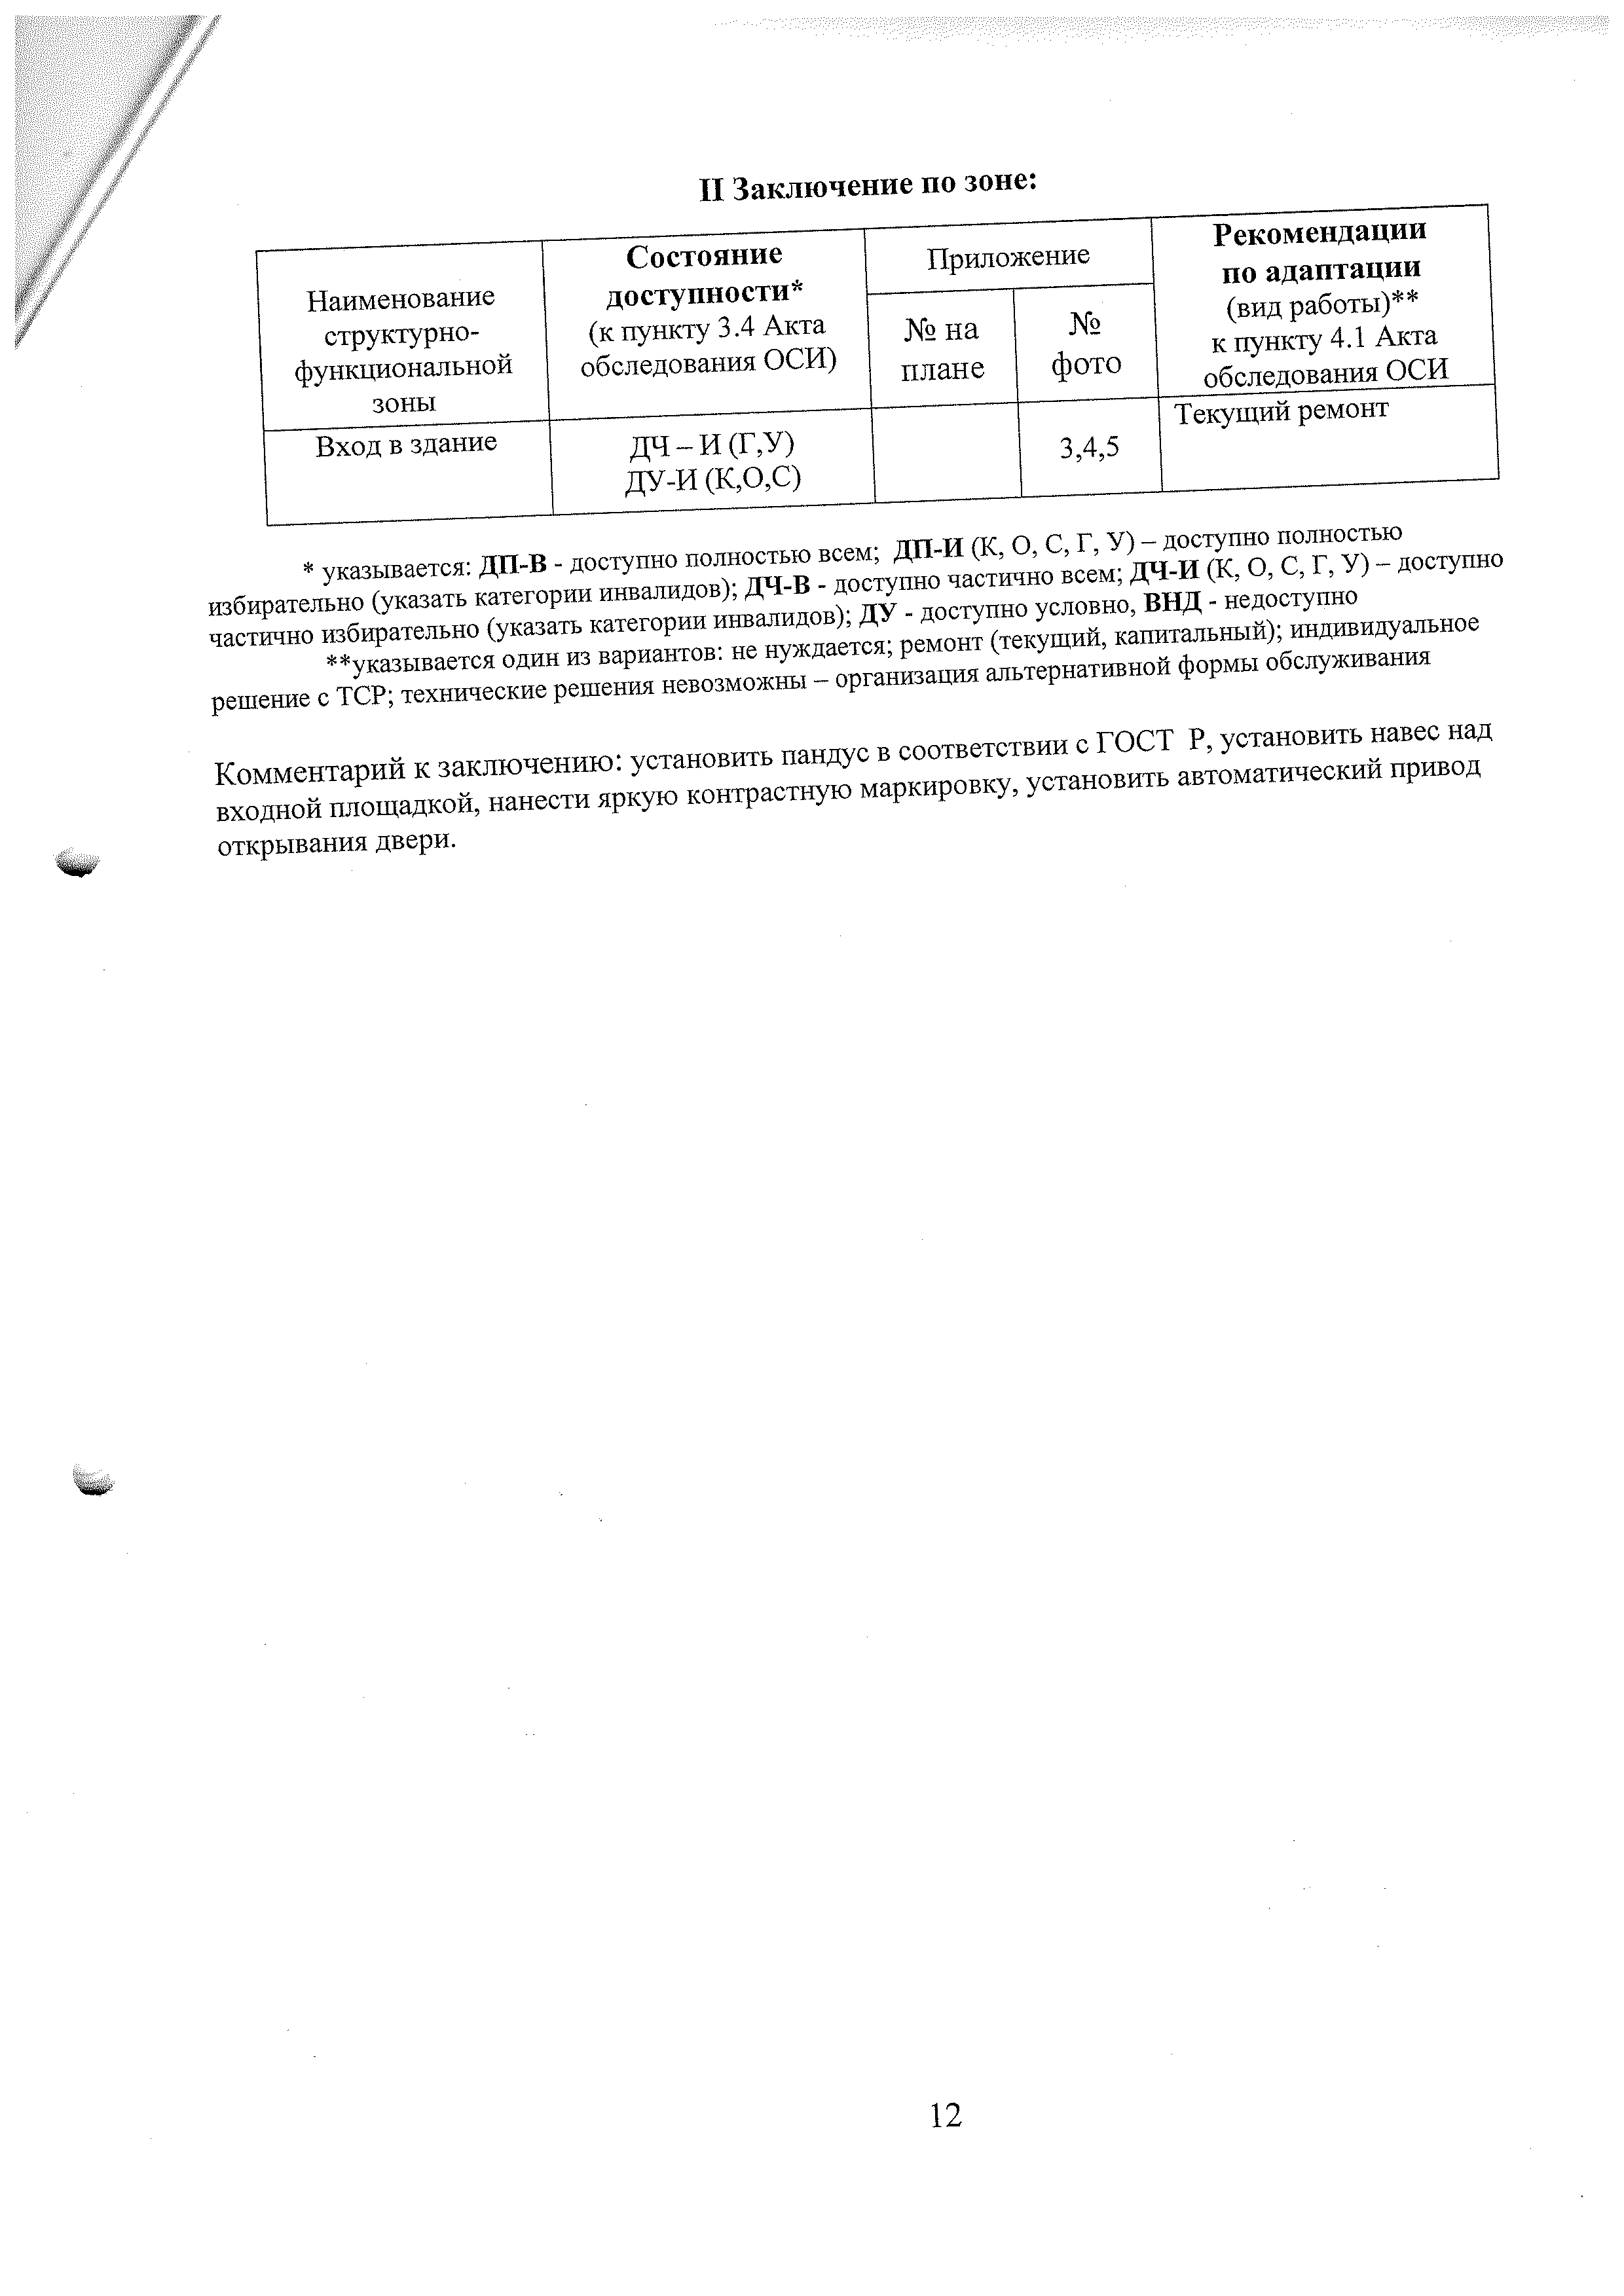 II Заключение по зоне:
Наименование
структурно-
функциональной
зоны
Состояние
доступности*
(к пункту 3.4 Акта
обследования ОСИ)
Приложение
№ на
плане
№
фото
Рекомендации
по адаптации
(вид работы)**
к пункту 4.1 Акта
обследования ОСИ
Вход в здание
ДЧ – И (Г,У)
ДУ-И (К,О,С)
3,4,5
Текущий ремонт
* указывается: ДП-В - доступно полностью всем; ДП-И (К, О, С, Г, У) – доступно полностью
избирательно (указать категории инвалидов); ДЧ-В - доступно частично всем; ДЧ-И (К, О, С, Г, У) – доступно
частично избирательно (указать категории инвалидов); ДУ - доступно условно, ВНД - недоступно
**указывается один из вариантов: не нуждается; ремонт (текущий, капитальный); индивидуальное
решение с ТСР; технические решения невозможны – организация альтернативной формы обслуживания
Комментарий к заключению: установить пандус в соответствии с ГОСТ Р, установить навес над
входной площадкой, нанести яркую контрастную маркировку, установить автоматический привод
открывания двери.
12